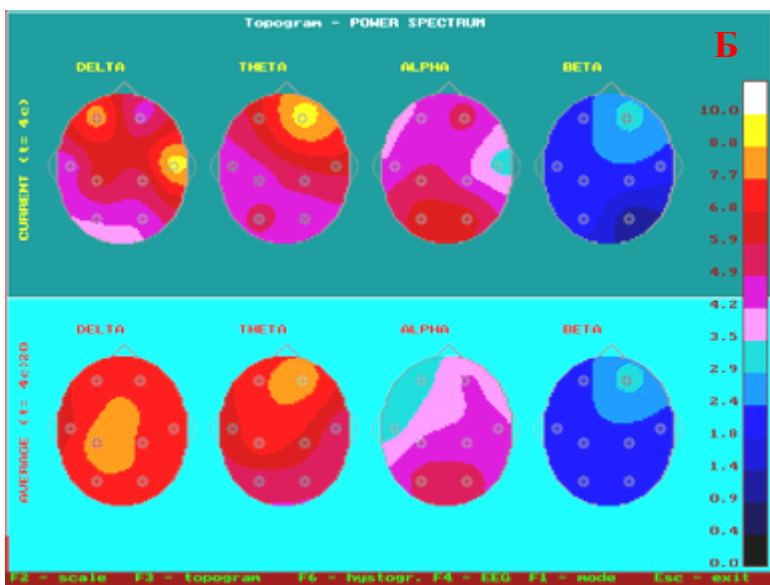 Topogram - POWER SPECTRUM
Б
DELTA THETA ALPHA BETA
CURRENT (t= 4c)
10.0
8.8
7.7
6.8
5.9
4.9
4.2
3.5
2.9
2.4
1.8
1.4
0.9
0.4
0.0
DELTA THETA ALPHA BETA
AVERAGE (t: 4c)20
F2 - scale F3 - topogram F6 - hystogr. F4 - EEG F1 - mode Esc - exit